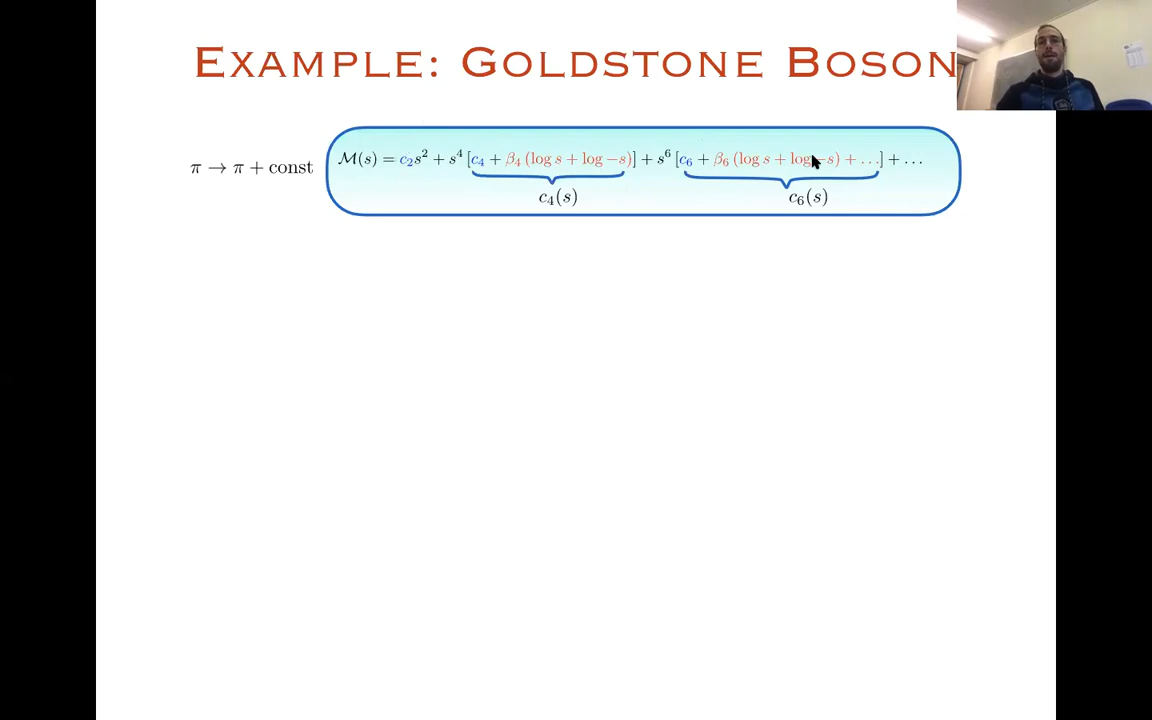 EXAMPLE: GOLDSTONE BOSON
π → π + const M(s) = c₂s² + s⁴ [c₄ + β₄ (log s + log −s)] + s⁶ [c₆ + β₆ (log s + log −s) + …] + …
c₄(s) c₆(s)